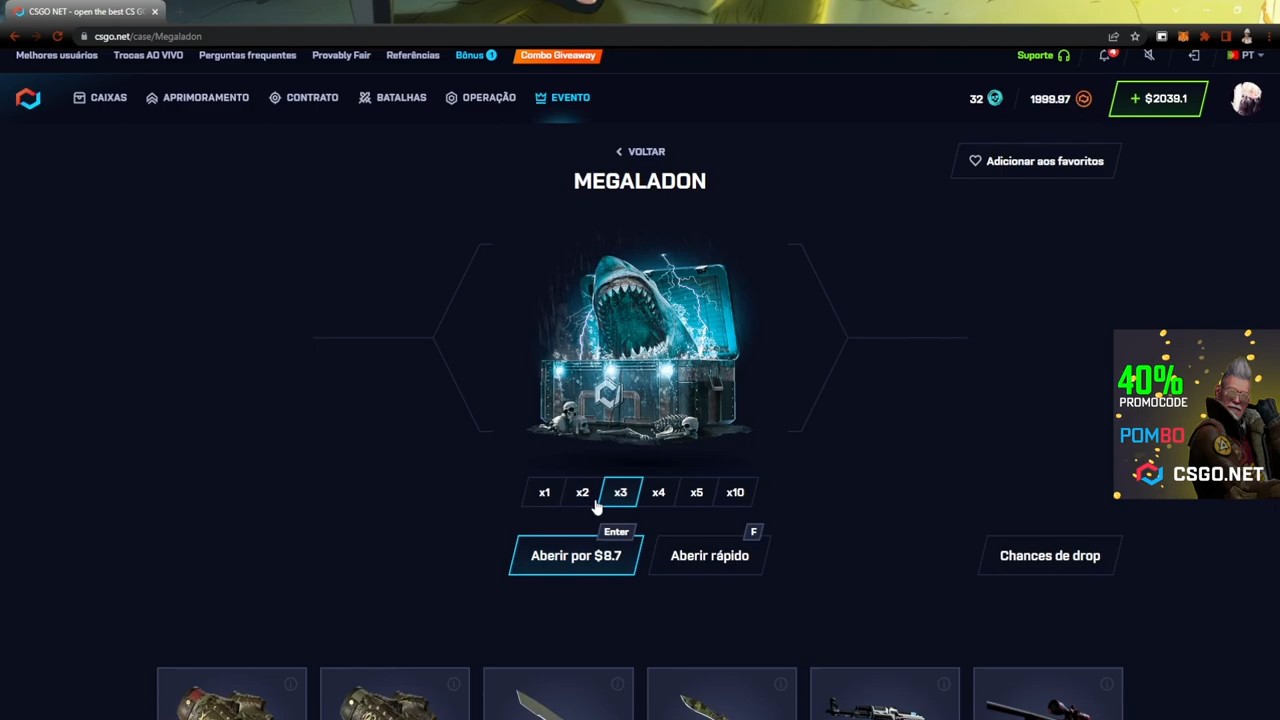 CSGO NET - open the best CS G
csgo.net/case/Megaladon
Melhores usuários Trocas AO VIVO Perguntas frequentes Provably Fair Referências Bônus 1 Combo Giveaway Suporte PT
CAIXAS APRIMORAMENTO CONTRATO BATALHAS OPERAÇÃO EVENTO 32 1999.97 + $2039.1
VOLTAR
Adicionar aos favoritos
MEGALADON
40%
PROMOCODE
POMBO
CSGO.NET
x1 x2 x3 x4 x5 x10
Enter F
Aberir por $8.7 Aberir rápido Chances de drop